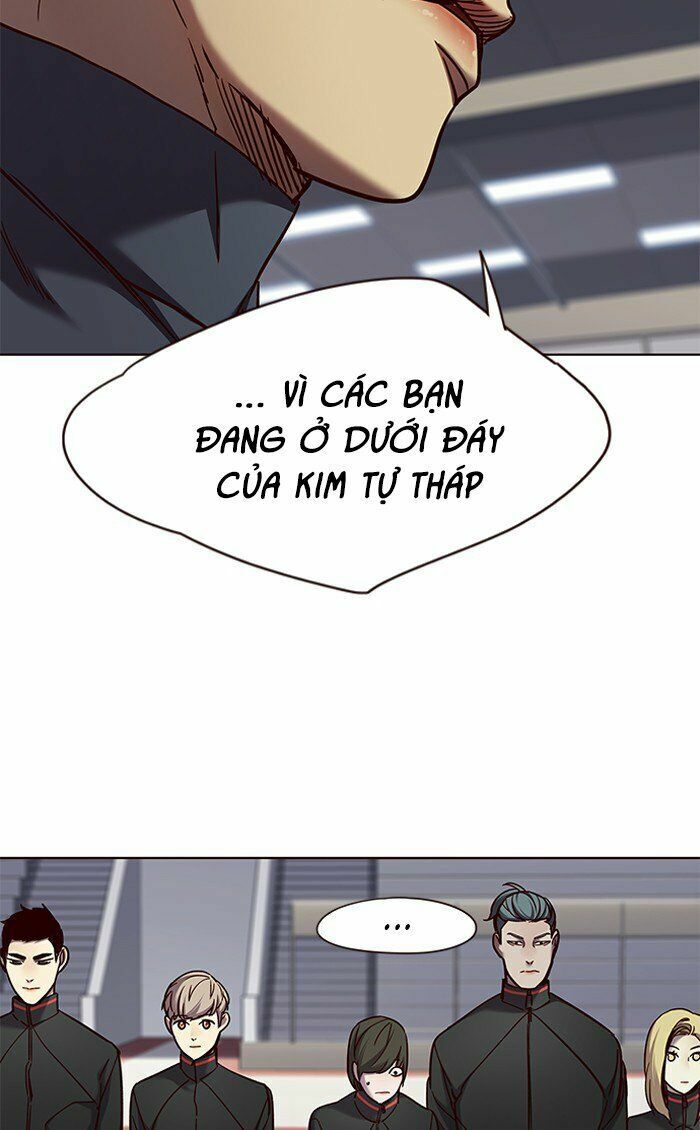 ... VÌ CÁC BẠN
ĐANG Ở DƯỚI ĐÁY
CỦA KIM TỰ THÁP
...